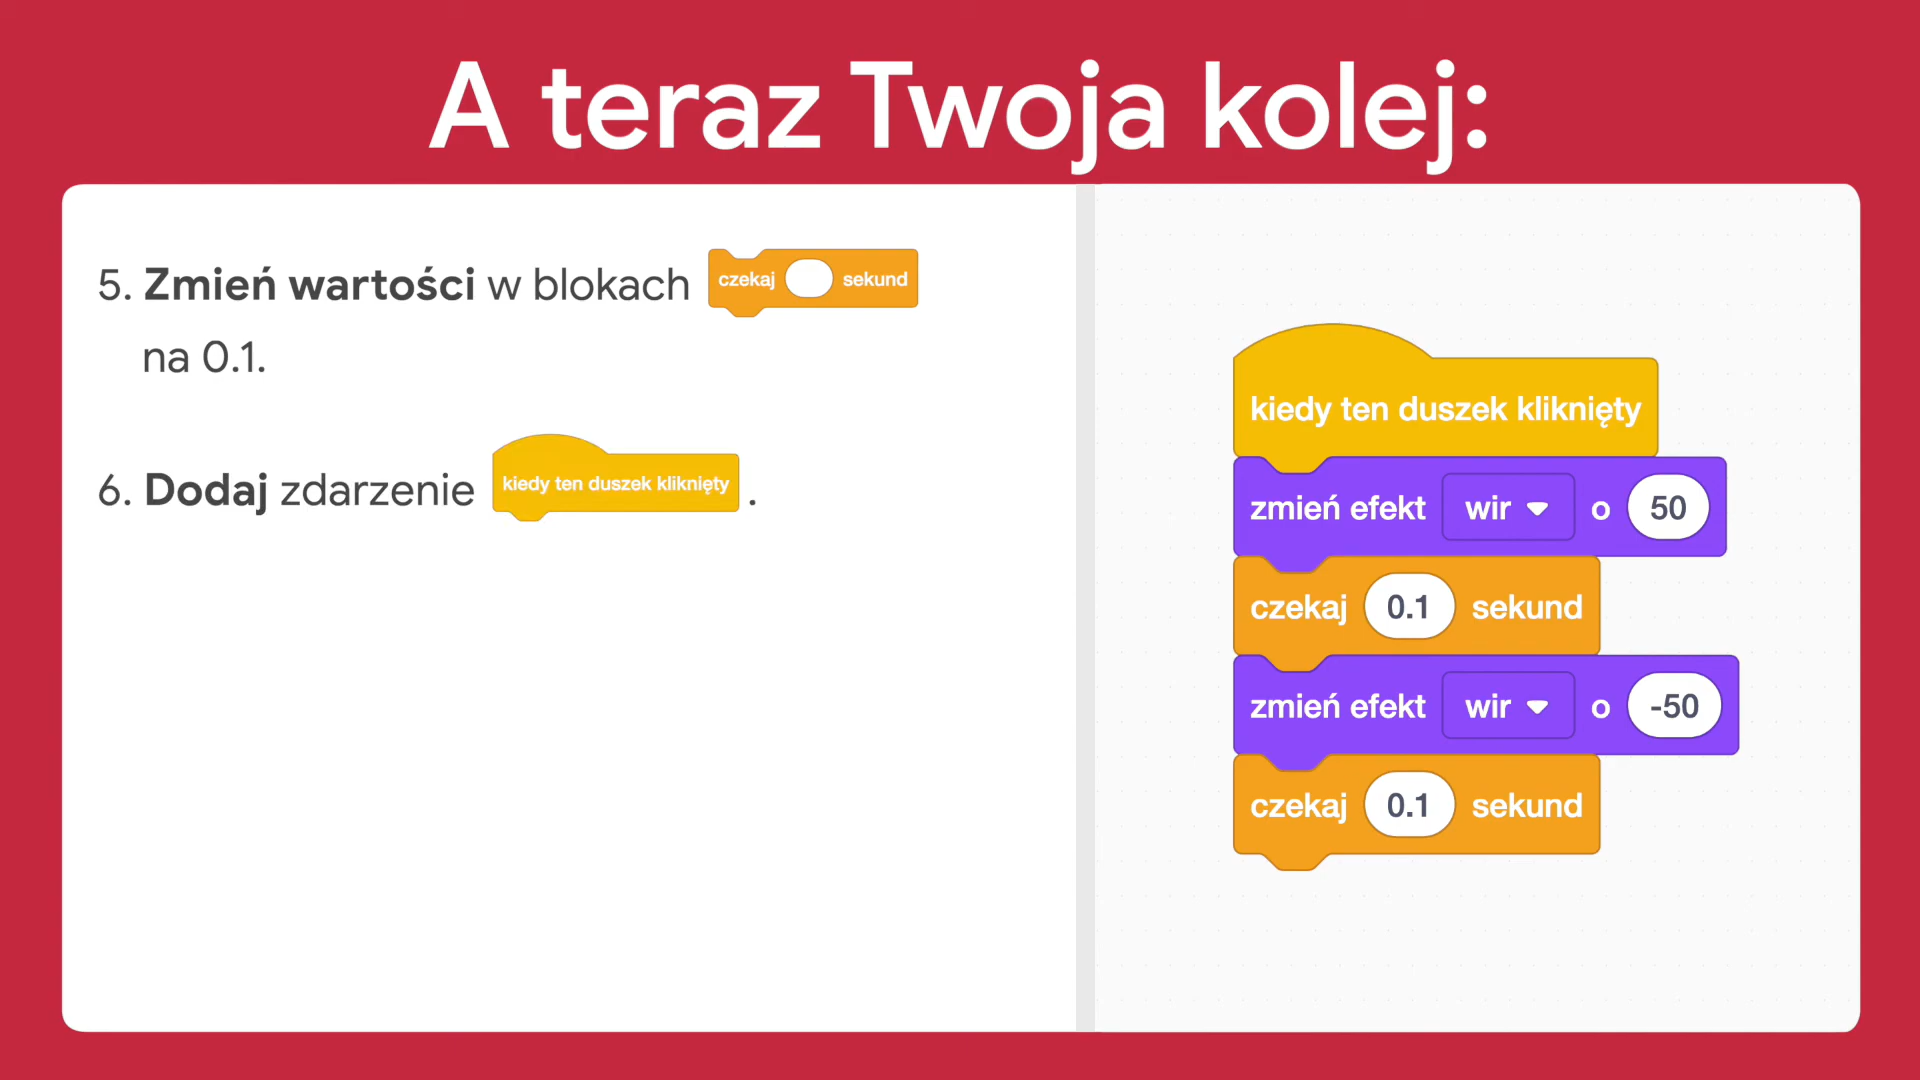 A teraz Twoja kolej:
5. Zmień wartości w blokach czekaj sekund
na 0.1.
6. Dodaj zdarzenie kiedy ten duszek kliknięty .
kiedy ten duszek kliknięty
zmień efekt wir o 50
czekaj 0.1 sekund
zmień efekt wir o -50
czekaj 0.1 sekund